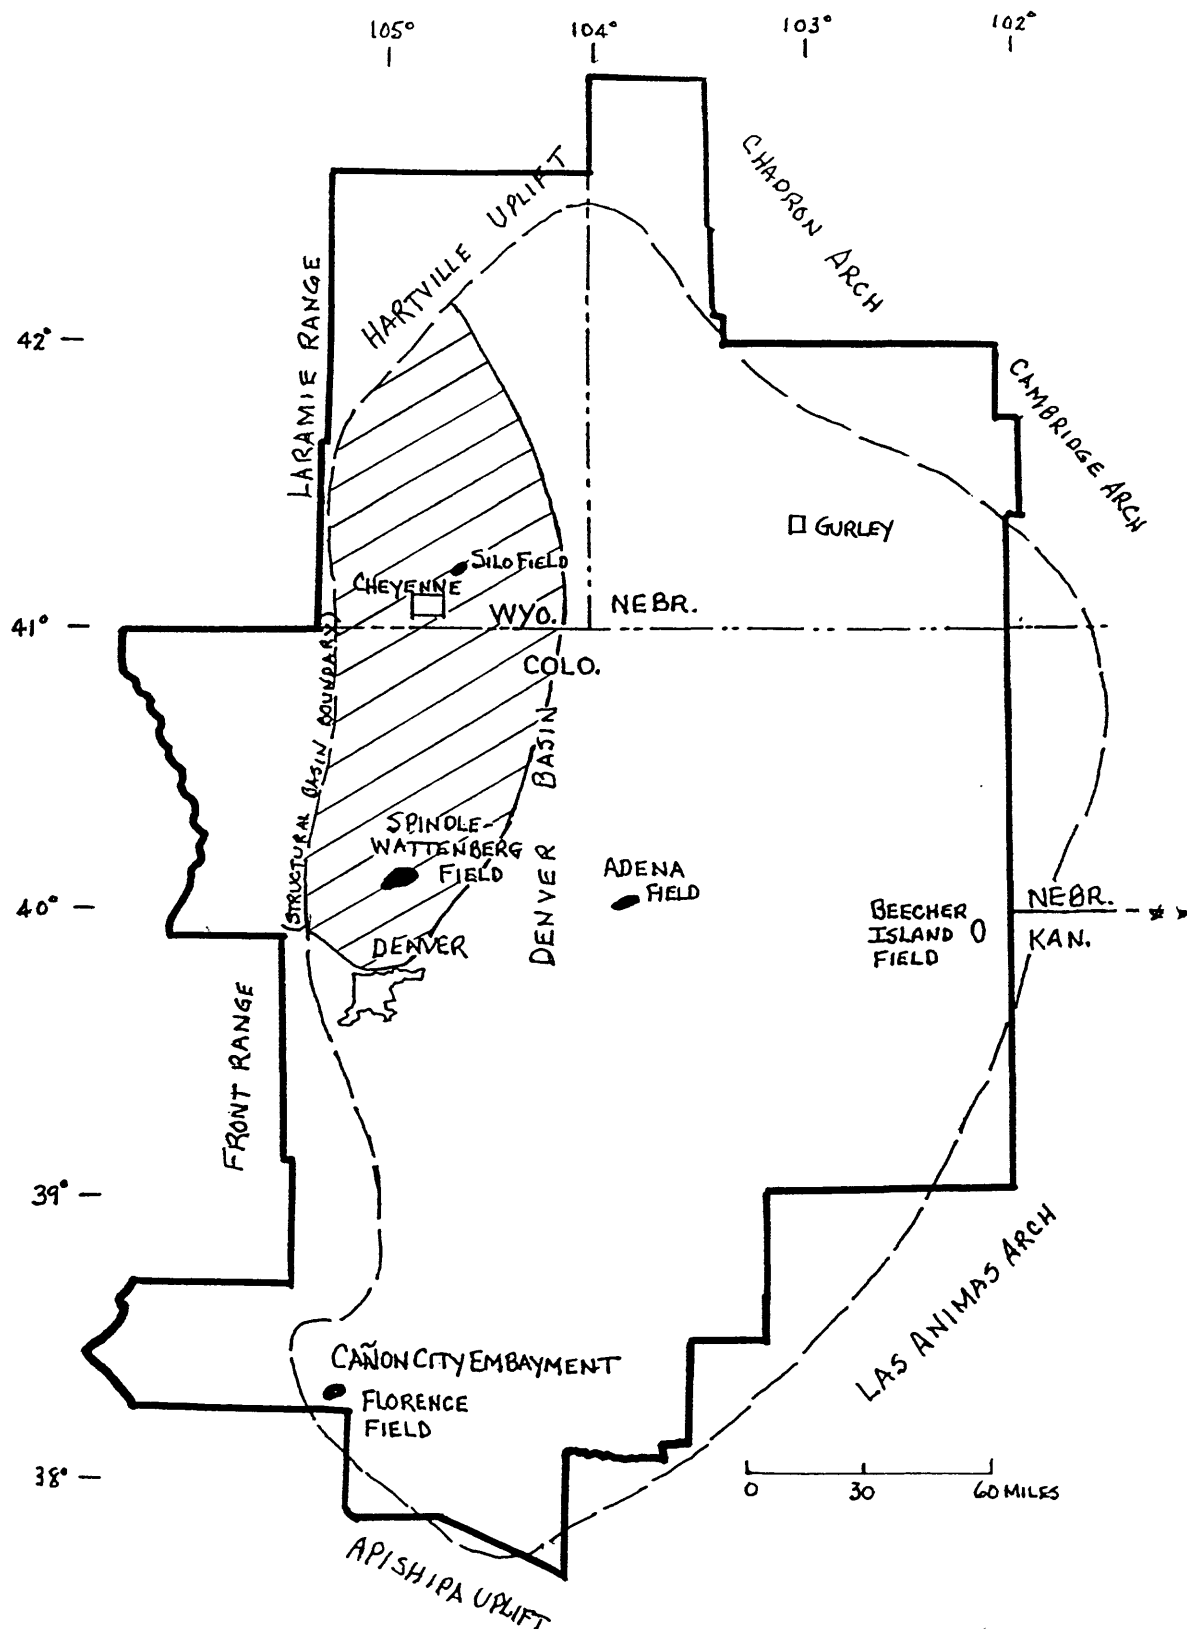 105°
104°
103°
102°
CHADRON ARCH
HARTVILLE UPLIFT
LARAMIE RANGE
42°
CAMBRIDGE ARCH
GURLEY
SILO FIELD
CHEYENNE
WYO.
NEBR.
41°
COLO.
(STRUCTURAL BASIN BOUNDARY)
DENVER BASIN
SPINDLE-
WATTENBERG
FIELD
ADENA
FIELD
40°
BEECHER
ISLAND
FIELD
NEBR.
KAN.
DENVER
FRONT RANGE
39°
LAS ANIMAS ARCH
CAÑON CITY EMBAYMENT
FLORENCE
FIELD
38°
0 30 60 MILES
APISHIPA UPLIFT